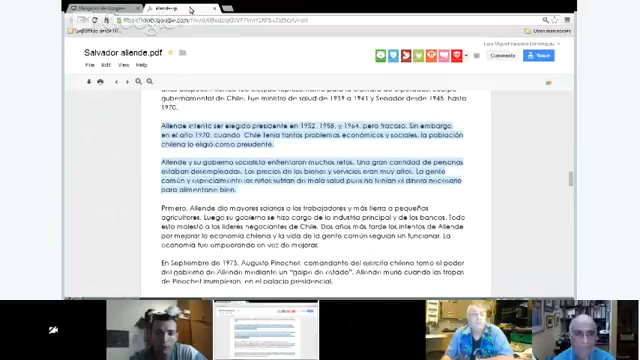 Salvador allende.pdf
File Edit View Help
Comments
Share
gubernamental de Chile. Fue ministro de salud de 1939 a 1941 y Senador desde 1945 hasta
1970.
Allende intentó ser elegido presidente en 1952, 1958, y 1964, pero fracasó. Sin embargo,
en el año 1970, cuando Chile tenía tantos problemas económicos y sociales, la población
chilena lo eligió como presidente.
Allende y su gobierno socialista enfrentaron muchos retos. Una gran cantidad de personas
estaban desempleadas. Los precios de los bienes y servicios eran muy altos. La gente
común y especialmente los niños sufrían de mala salud pues no tenían el dinero necesario
para alimentarse bien.
Primero, Allende dio mayores salarios a los trabajadores y más tierra a pequeños
agricultores. Luego su gobierno se hizo cargo de la industria principal y de los bancos. Todo
esto molestó a los líderes negociantes de Chile. Dos años más tarde los intentos de Allende
por mejorar la economía chilena y la vida de la gente común seguían sin funcionar. La
economía fue empeorando en vez de mejorar.
En Septiembre de 1973, Augusto Pinochet, comandante del ejército chileno tomo el poder
del gobierno de Allende mediante un "golpe de estado". Allende murió cuando las tropas
de Pinochet irrumpieron, en el palacio presidencial.